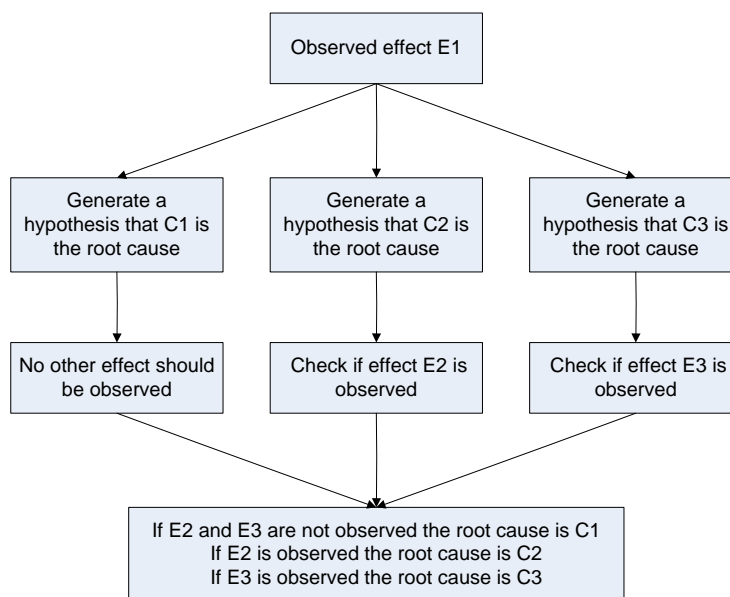 Observed effect E1
Generate a
hypothesis that C1 is
the root cause
Generate a
hypothesis that C2 is
the root cause
Generate a
hypothesis that C3 is
the root cause
No other effect should
be observed
Check if effect E2 is
observed
Check if effect E3 is
observed
If E2 and E3 are not observed the root cause is C1
If E2 is observed the root cause is C2
If E3 is observed the root cause is C3